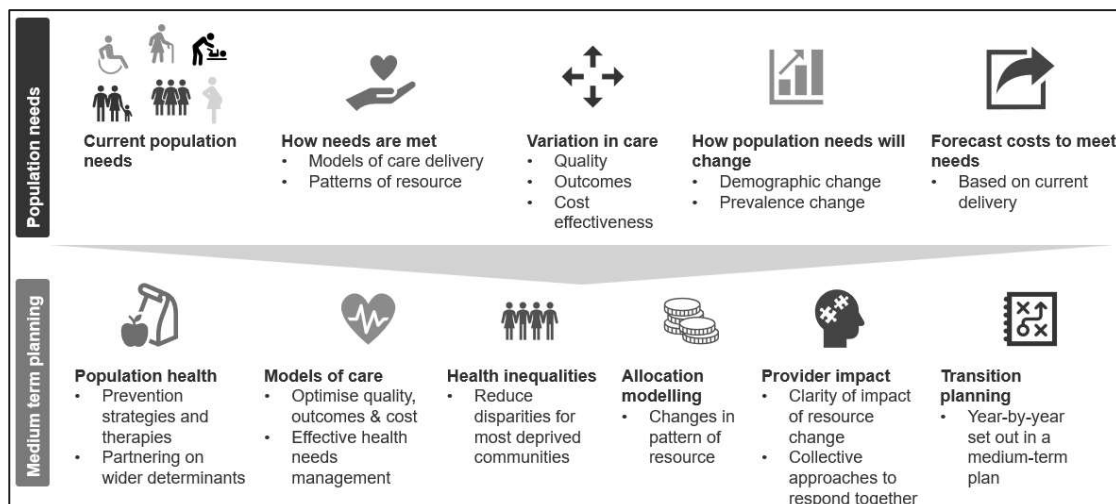 Population needs
Current population
needs
How needs are met
• Models of care delivery
• Patterns of resource
Variation in care
• Quality
• Outcomes
• Cost
effectiveness
How population needs will
change
• Demographic change
• Prevalence change
Forecast costs to meet
needs
• Based on current
delivery
Medium term planning
Population health
• Prevention
strategies and
therapies
• Partnering on
wider determinants
Models of care
• Optimise quality,
outcomes & cost
• Effective health
needs
management
Health inequalities
• Reduce
disparities for
most deprived
communities
Allocation
modelling
• Changes in
pattern of
resource
Provider impact
• Clarity of impact
of resource
change
• Collective
approaches to
respond together
Transition
planning
• Year-by-year
set out in a
medium-term
plan